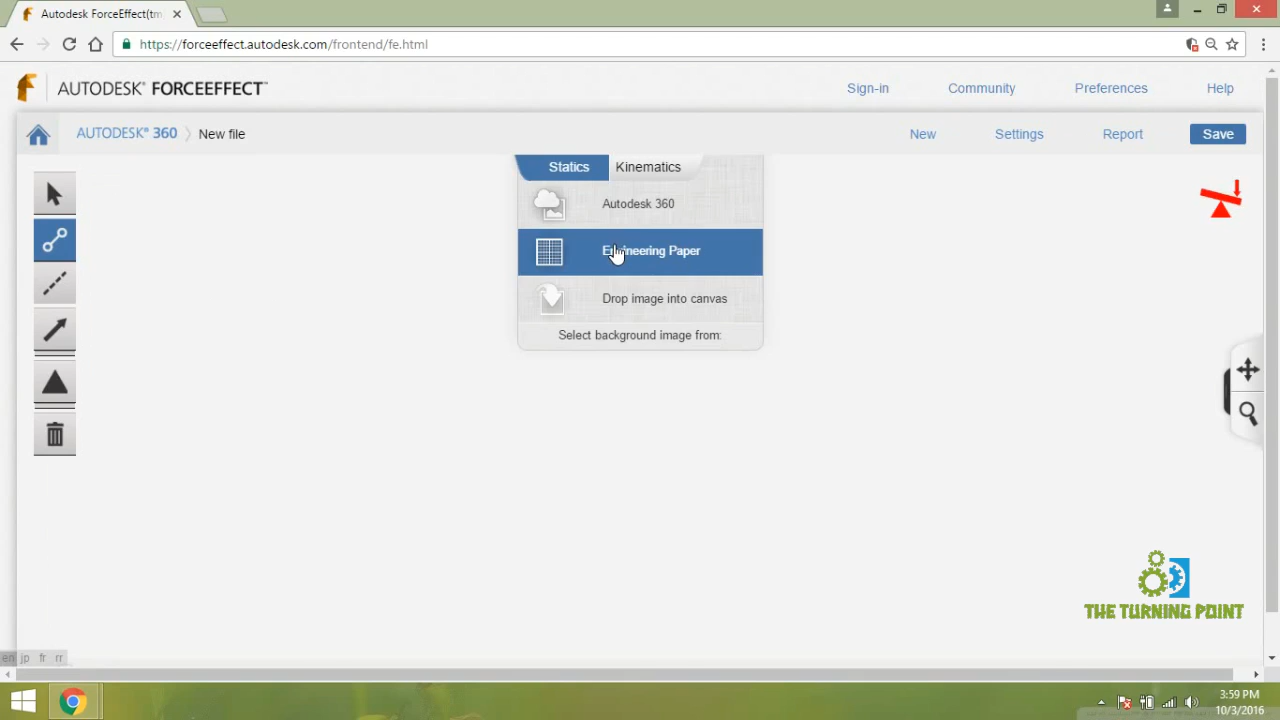 Autodesk ForceEffect(tm
https://forceeffect.autodesk.com/frontend/fe.html
AUTODESK® FORCEEFFECT™
Sign-in
Community
Preferences
Help
AUTODESK® 360
New file
New
Settings
Report
Save
Statics
Kinematics
Autodesk 360
Engineering Paper
Drop image into canvas
Select background image from:
THE TURNING POINT
en jp fr rr
3:59 PM
10/3/2016